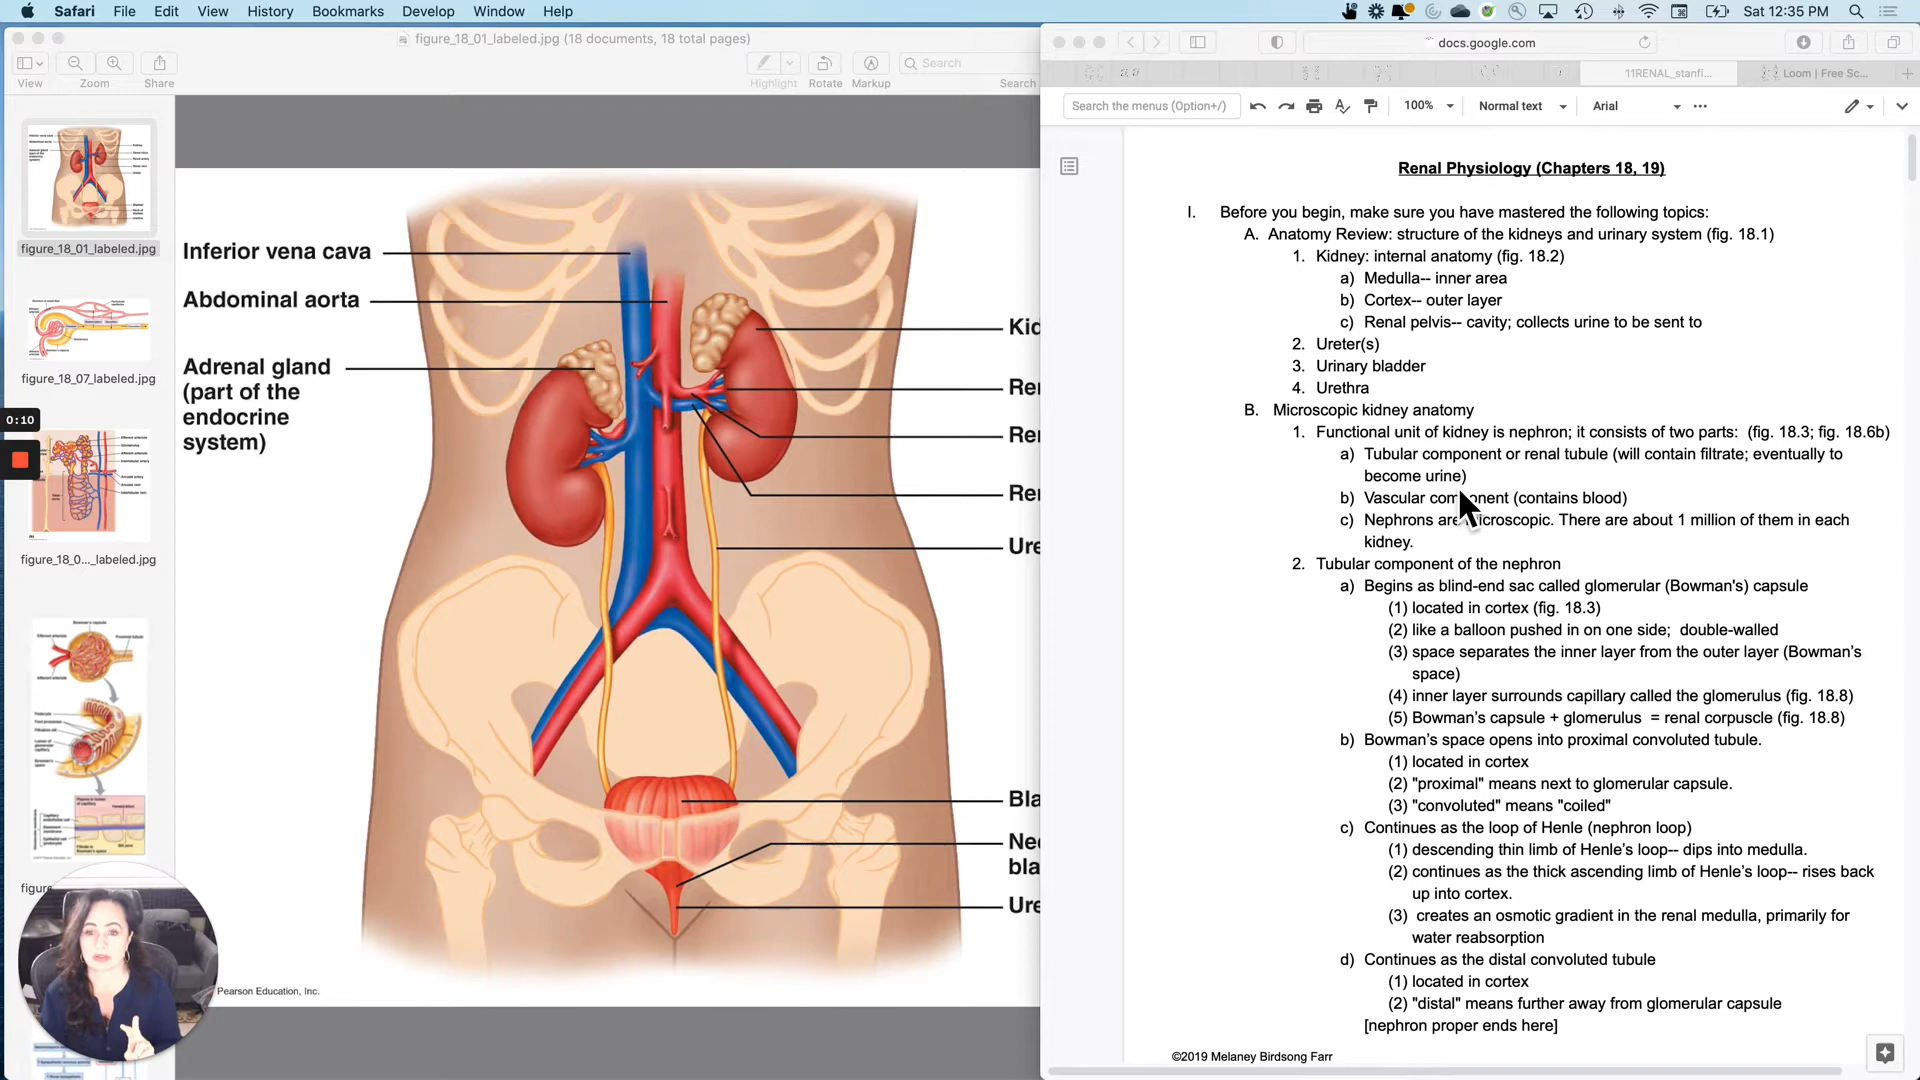 Safari File Edit View History Bookmarks Develop Window Help
Sat 12:35 PM
figure_18_01_labeled.jpg (18 documents, 18 total pages)
View Zoom Share Highlight Rotate Markup Search
Search
figure_18_01_labeled.jpg
figure_18_07_labeled.jpg
0:10
figure_18_0..._labeled.jpg
figure
Inferior vena cava
Abdominal aorta
Adrenal gland
(part of the
endocrine
system)
Kid
Ren
Ren
Ren
Ure
Bla
Nec
bla
Ure
Pearson Education, Inc.
docs.google.com
11RENAL_stanfi...
Loom | Free Sc...
Search the menus (Option+/)
100% Normal text Arial
Renal Physiology (Chapters 18, 19)
I. Before you begin, make sure you have mastered the following topics:
A. Anatomy Review: structure of the kidneys and urinary system (fig. 18.1)
1. Kidney: internal anatomy (fig. 18.2)
a) Medulla-- inner area
b) Cortex-- outer layer
c) Renal pelvis-- cavity; collects urine to be sent to
2. Ureter(s)
3. Urinary bladder
4. Urethra
B. Microscopic kidney anatomy
1. Functional unit of kidney is nephron; it consists of two parts: (fig. 18.3; fig. 18.6b)
a) Tubular component or renal tubule (will contain filtrate; eventually to
become urine)
b) Vascular component (contains blood)
c) Nephrons are microscopic. There are about 1 million of them in each
kidney.
2. Tubular component of the nephron
a) Begins as blind-end sac called glomerular (Bowman's) capsule
(1) located in cortex (fig. 18.3)
(2) like a balloon pushed in on one side; double-walled
(3) space separates the inner layer from the outer layer (Bowman's
space)
(4) inner layer surrounds capillary called the glomerulus (fig. 18.8)
(5) Bowman's capsule + glomerulus = renal corpuscle (fig. 18.8)
b) Bowman's space opens into proximal convoluted tubule.
(1) located in cortex
(2) "proximal" means next to glomerular capsule.
(3) "convoluted" means "coiled"
c) Continues as the loop of Henle (nephron loop)
(1) descending thin limb of Henle's loop-- dips into medulla.
(2) continues as the thick ascending limb of Henle's loop-- rises back
up into cortex.
(3) creates an osmotic gradient in the renal medulla, primarily for
water reabsorption
d) Continues as the distal convoluted tubule
(1) located in cortex
(2) "distal" means further away from glomerular capsule
[nephron proper ends here]
©2019 Melaney Birdsong Farr